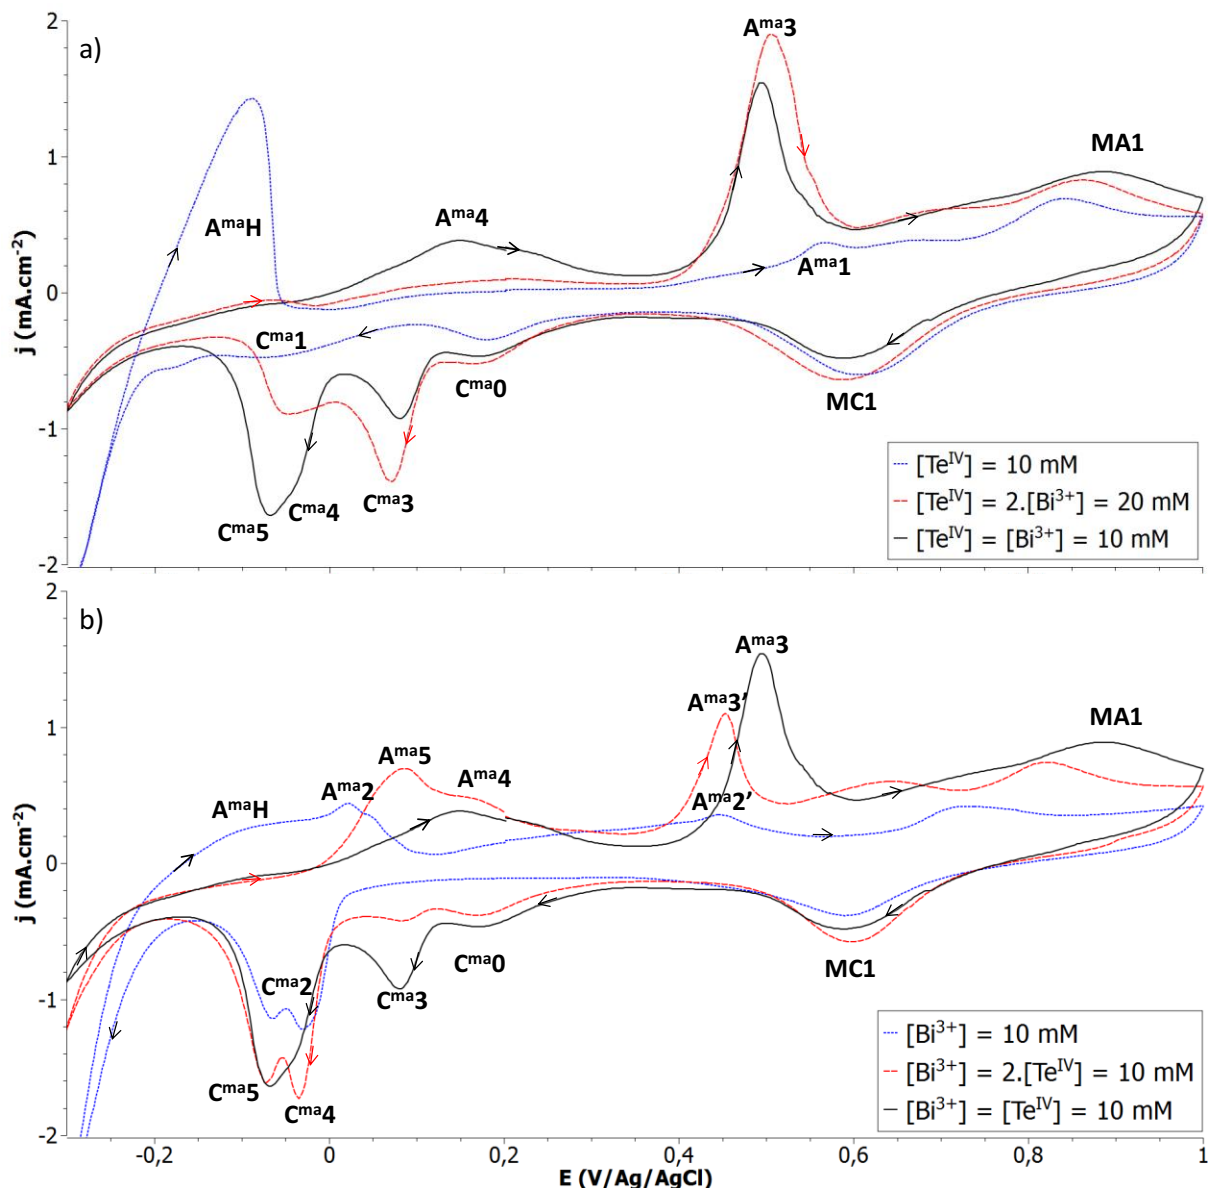 a)
2
1
0
-1
-2
j (mA.cm⁻²)
AᵐᵃH
Aᵐᵃ4
Aᵐᵃ3
Aᵐᵃ1
MA1
Cᵐᵃ1
Cᵐᵃ0
MC1
Cᵐᵃ5
Cᵐᵃ4
Cᵐᵃ3
[Teᴵⱽ] = 10 mM
[Teᴵⱽ] = 2.[Bi³⁺] = 20 mM
[Teᴵⱽ] = [Bi³⁺] = 10 mM
b)
2
1
0
-1
-2
j (mA.cm⁻²)
AᵐᵃH
Aᵐᵃ2
Aᵐᵃ5
Aᵐᵃ4
Aᵐᵃ3
Aᵐᵃ3’
Aᵐᵃ2’
MA1
Cᵐᵃ2
Cᵐᵃ0
Cᵐᵃ3
MC1
Cᵐᵃ5
Cᵐᵃ4
[Bi³⁺] = 10 mM
[Bi³⁺] = 2.[Teᴵⱽ] = 10 mM
[Bi³⁺] = [Teᴵⱽ] = 10 mM
-0,2 0 0,2 0,4 0,6 0,8 1
E (V/Ag/AgCl)